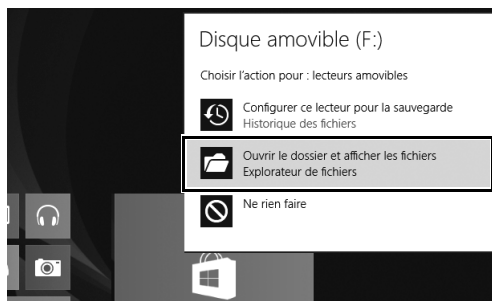 Disque amovible (F:)
Choisir l'action pour : lecteurs amovibles
Configurer ce lecteur pour la sauvegarde
Historique des fichiers
Ouvrir le dossier et afficher les fichiers
Explorateur de fichiers
Ne rien faire